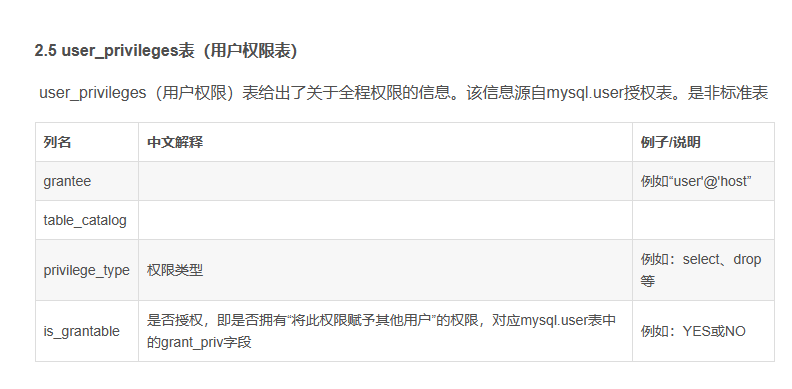 2.5 user_privileges表（用户权限表）
user_privileges（用户权限）表给出了关于全程权限的信息。该信息源自mysql.user授权表。是非标准表
列名 中文解释 例子/说明
grantee 例如“user'@'host”
table_catalog
privilege_type 权限类型 例如：select、drop
等
is_grantable 是否授权，即是否拥有“将此权限赋予其他用户”的权限，对应mysql.user表中 例如：YES或NO
的grant_priv字段